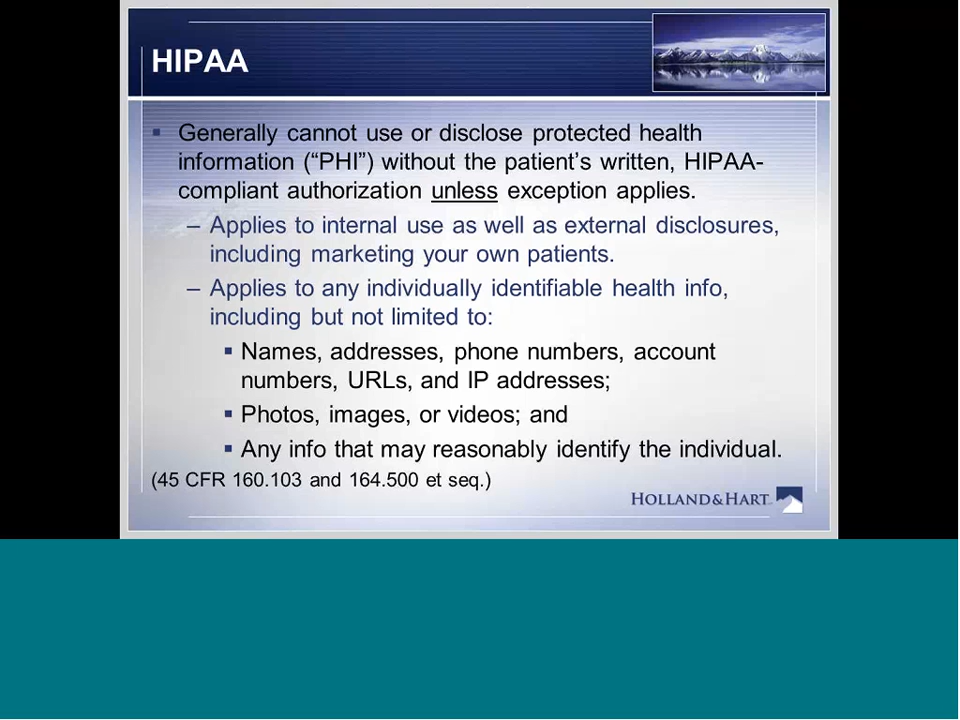 HIPAA
▪ Generally cannot use or disclose protected health
information (“PHI”) without the patient’s written, HIPAA-
compliant authorization unless exception applies.
– Applies to internal use as well as external disclosures,
including marketing your own patients.
– Applies to any individually identifiable health info,
including but not limited to:
▪ Names, addresses, phone numbers, account
numbers, URLs, and IP addresses;
▪ Photos, images, or videos; and
▪ Any info that may reasonably identify the individual.
(45 CFR 160.103 and 164.500 et seq.)
HOLLAND&HART